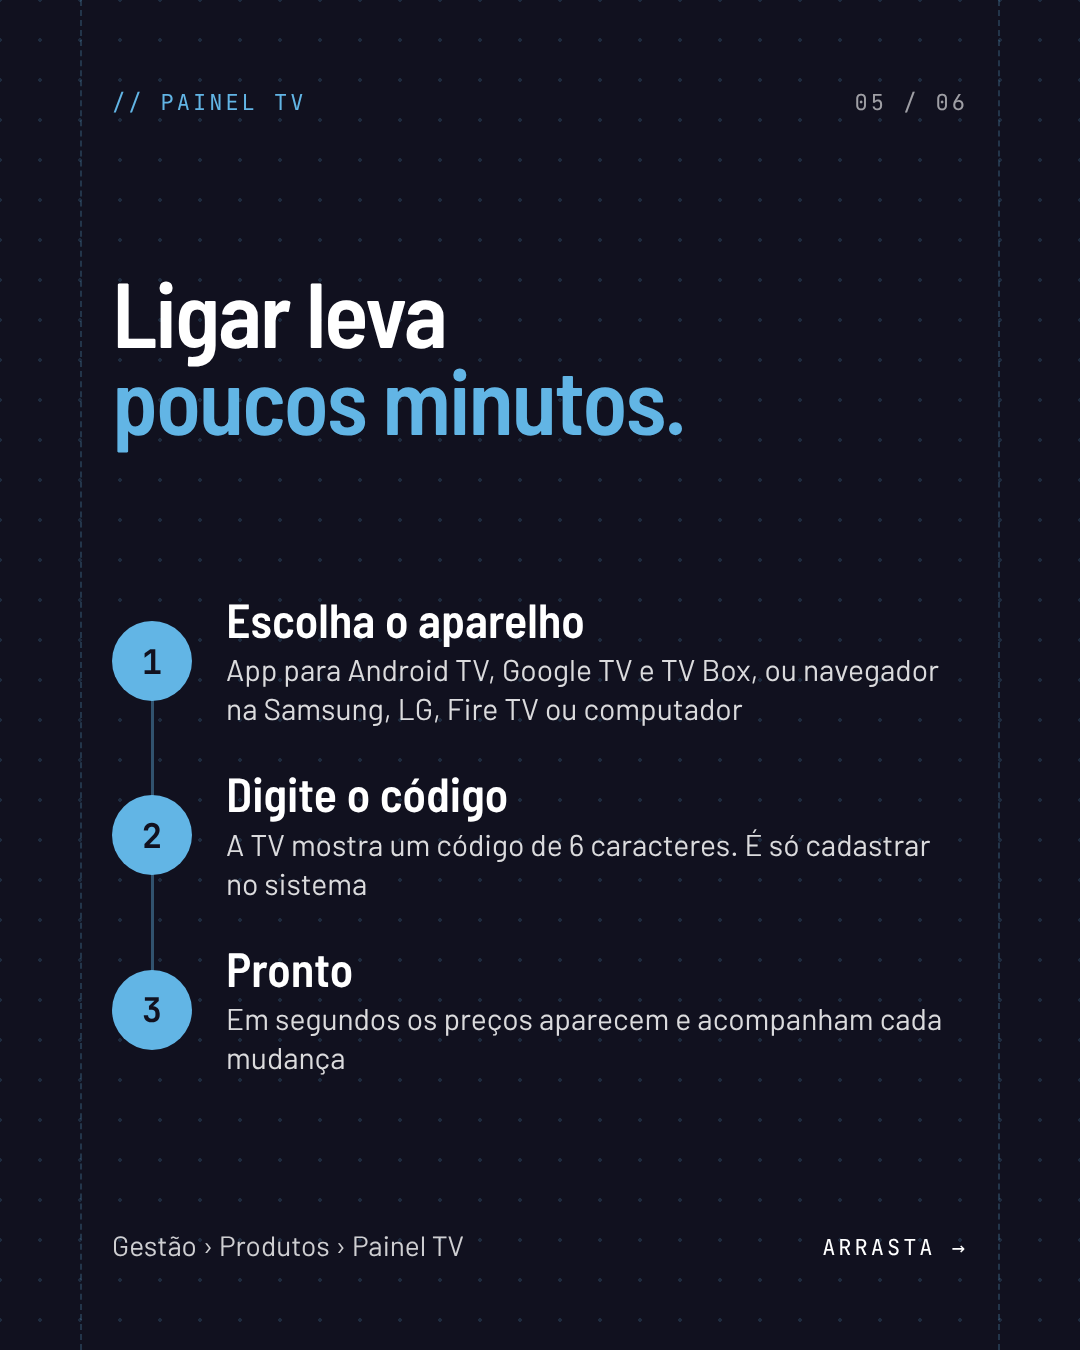 // PAINEL TV
05 / 06
Ligar leva
poucos minutos.
1
Escolha o aparelho
App para Android TV, Google TV e TV Box, ou navegador
na Samsung, LG, Fire TV ou computador
2
Digite o código
A TV mostra um código de 6 caracteres. É só cadastrar
no sistema
3
Pronto
Em segundos os preços aparecem e acompanham cada
mudança
Gestão › Produtos › Painel TV
ARRASTA →